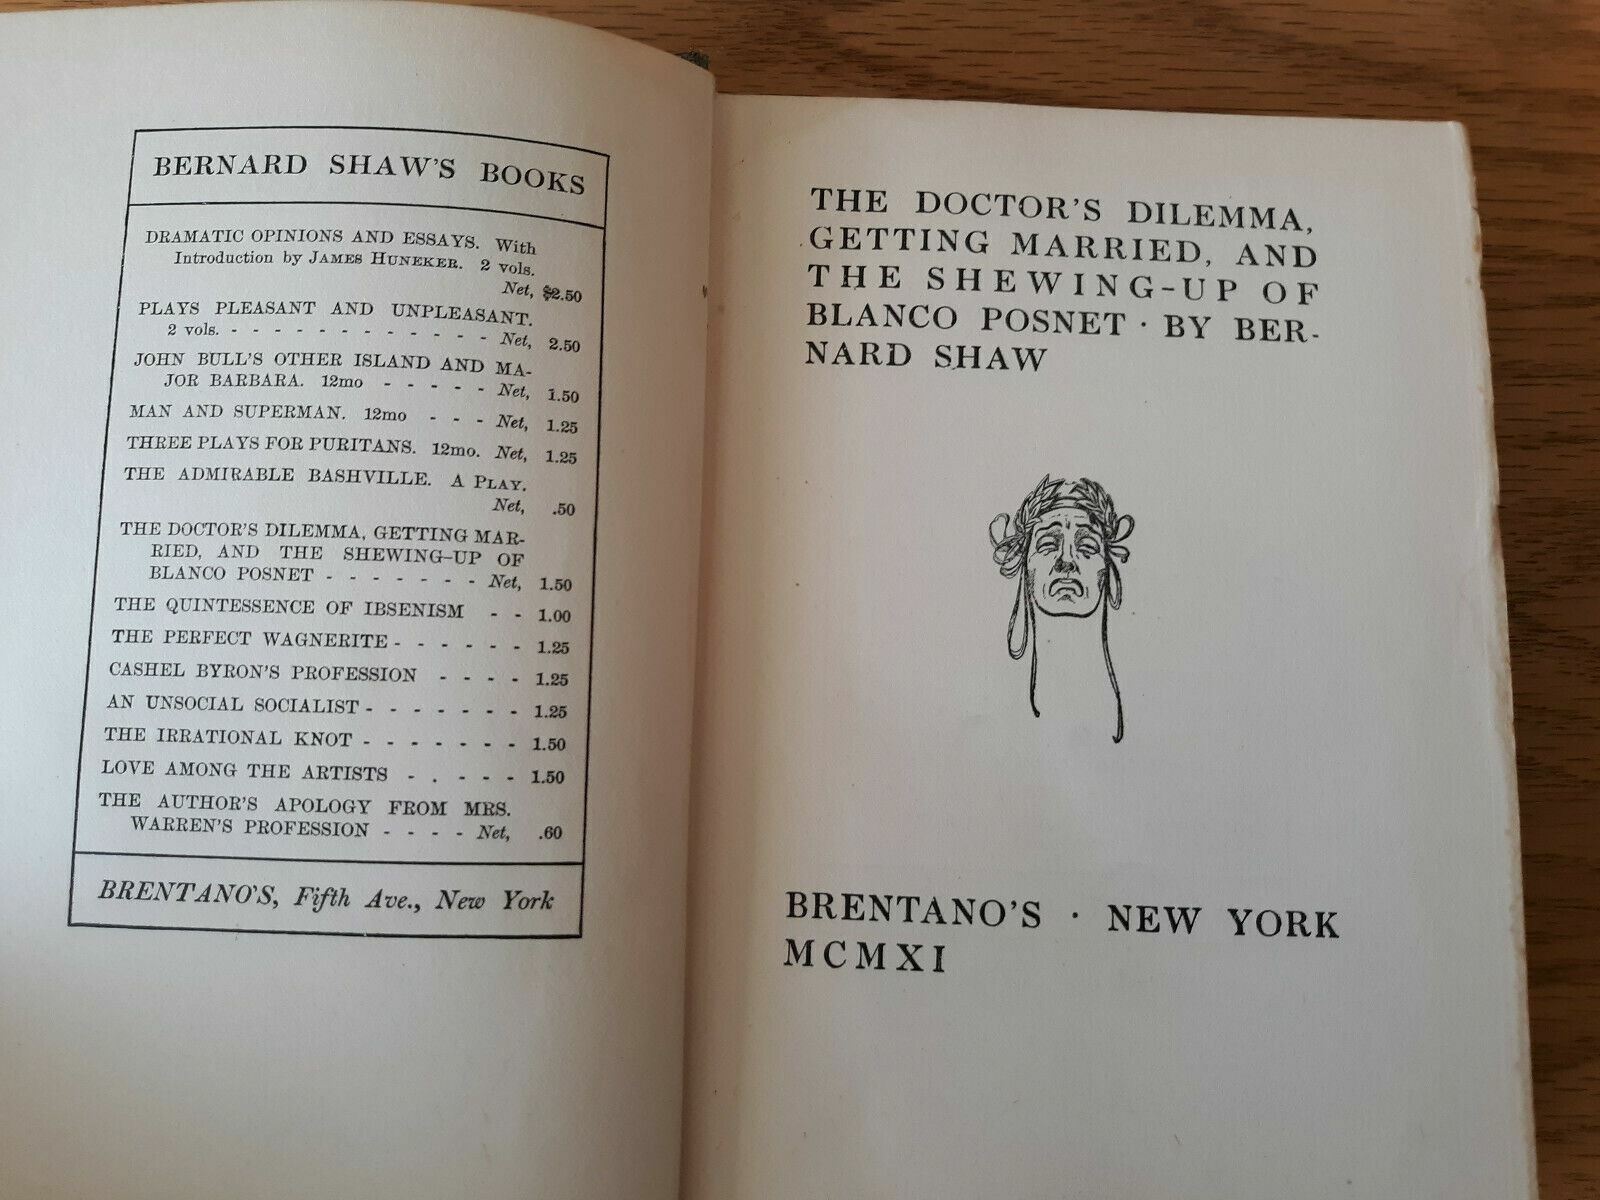 BERNARD SHAW'S BOOKS
DRAMATIC OPINIONS AND ESSAYS. With
Introduction by JAMES HUNEKER. 2 vols.
Net, $2.50
PLAYS PLEASANT AND UNPLEASANT.
2 vols. - - - - - - - - - - - - Net, 2.50
JOHN BULL'S OTHER ISLAND AND MA-
JOR BARBARA. 12mo - - - - - Net, 1.50
MAN AND SUPERMAN. 12mo - - - Net, 1.25
THREE PLAYS FOR PURITANS. 12mo. Net, 1.25
THE ADMIRABLE BASHVILLE. A PLAY.
Net, .50
THE DOCTOR'S DILEMMA, GETTING MAR-
RIED, AND THE SHEWING-UP OF
BLANCO POSNET - - - - - - - Net, 1.50
THE QUINTESSENCE OF IBSENISM - - 1.00
THE PERFECT WAGNERITE - - - - - - 1.25
CASHEL BYRON'S PROFESSION - - - - 1.25
AN UNSOCIAL SOCIALIST - - - - - - - 1.25
THE IRRATIONAL KNOT - - - - - - - 1.50
LOVE AMONG THE ARTISTS - . - - - 1.50
THE AUTHOR'S APOLOGY FROM MRS.
WARREN'S PROFESSION - - - - Net, .60
BRENTANO'S, Fifth Ave., New York
THE DOCTOR'S DILEMMA,
GETTING MARRIED, AND
THE SHEWING-UP OF
BLANCO POSNET · BY BER-
NARD SHAW
BRENTANO'S · NEW YORK
MCMXI